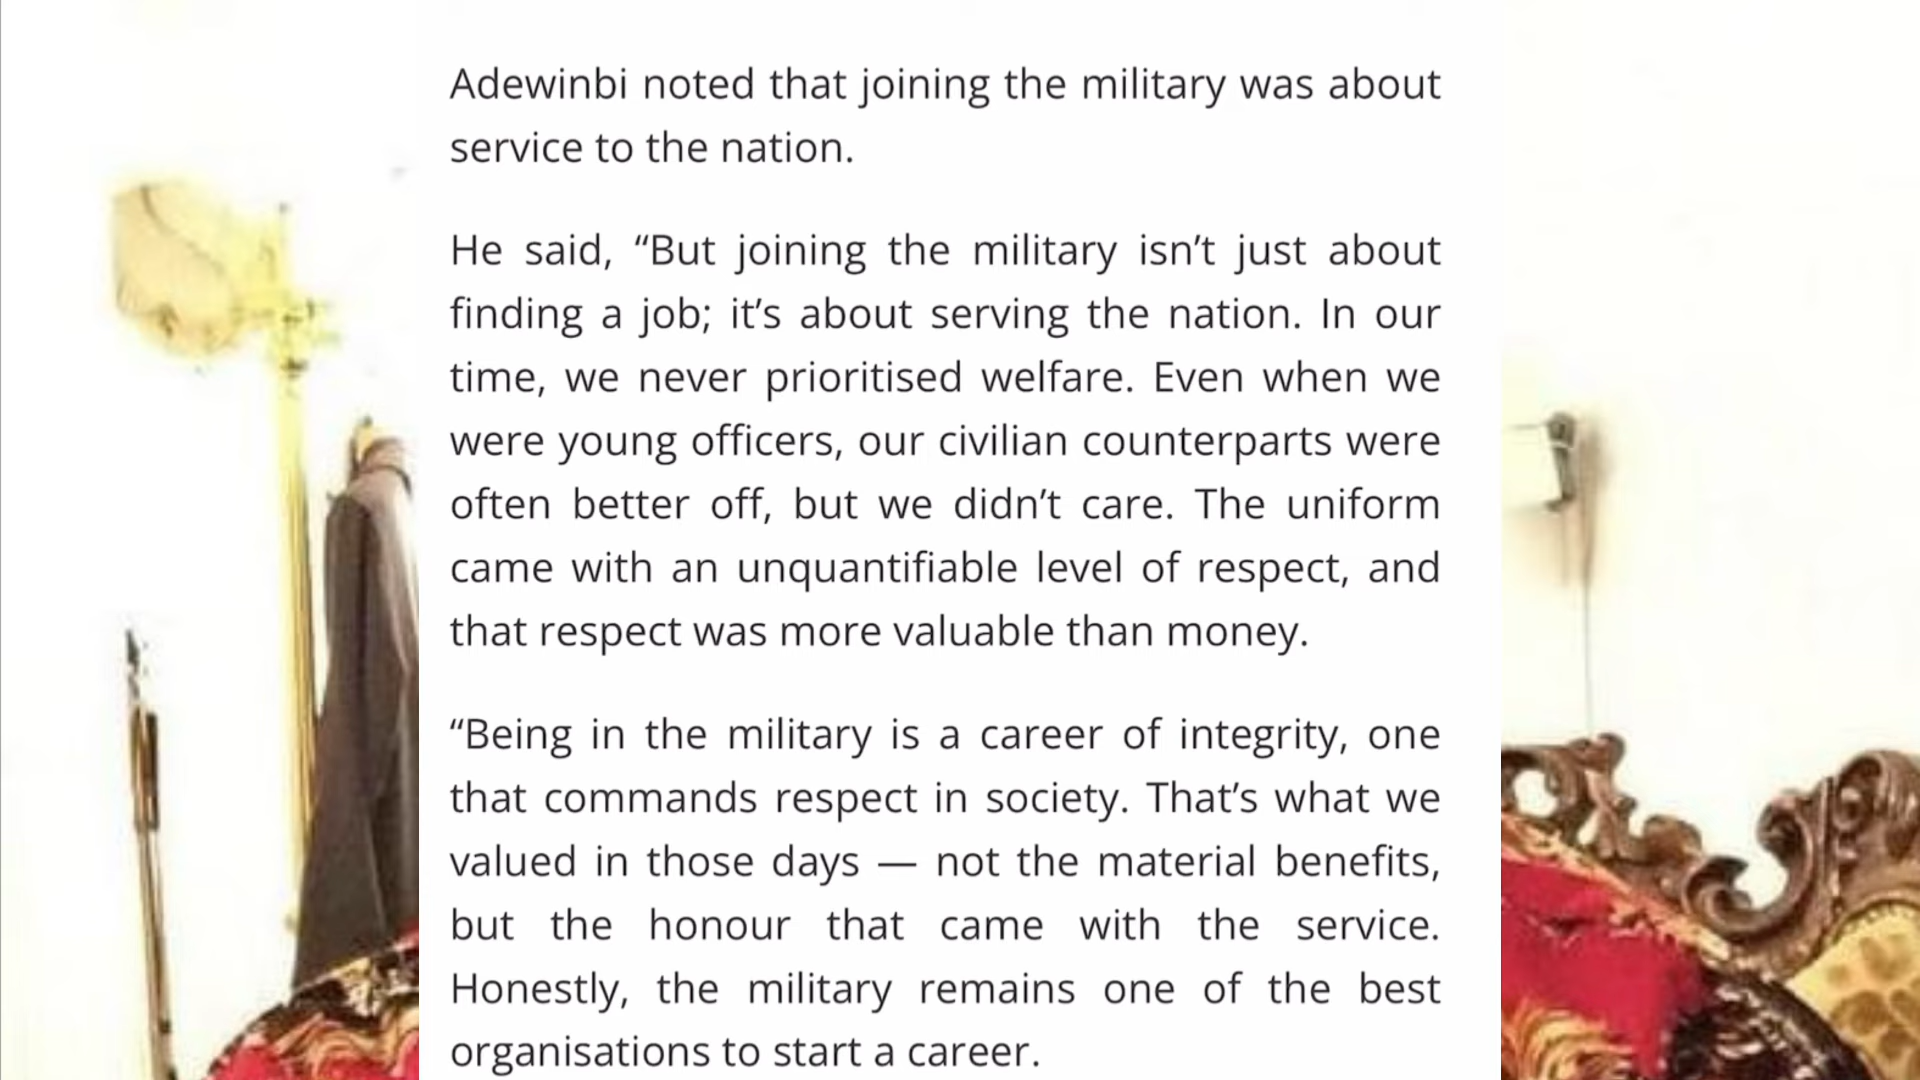 Adewinbi noted that joining the military was about
service to the nation.
He said, “But joining the military isn’t just about
finding a job; it’s about serving the nation. In our
time, we never prioritised welfare. Even when we
were young officers, our civilian counterparts were
often better off, but we didn’t care. The uniform
came with an unquantifiable level of respect, and
that respect was more valuable than money.
“Being in the military is a career of integrity, one
that commands respect in society. That’s what we
valued in those days — not the material benefits,
but the honour that came with the service.
Honestly, the military remains one of the best
organisations to start a career.